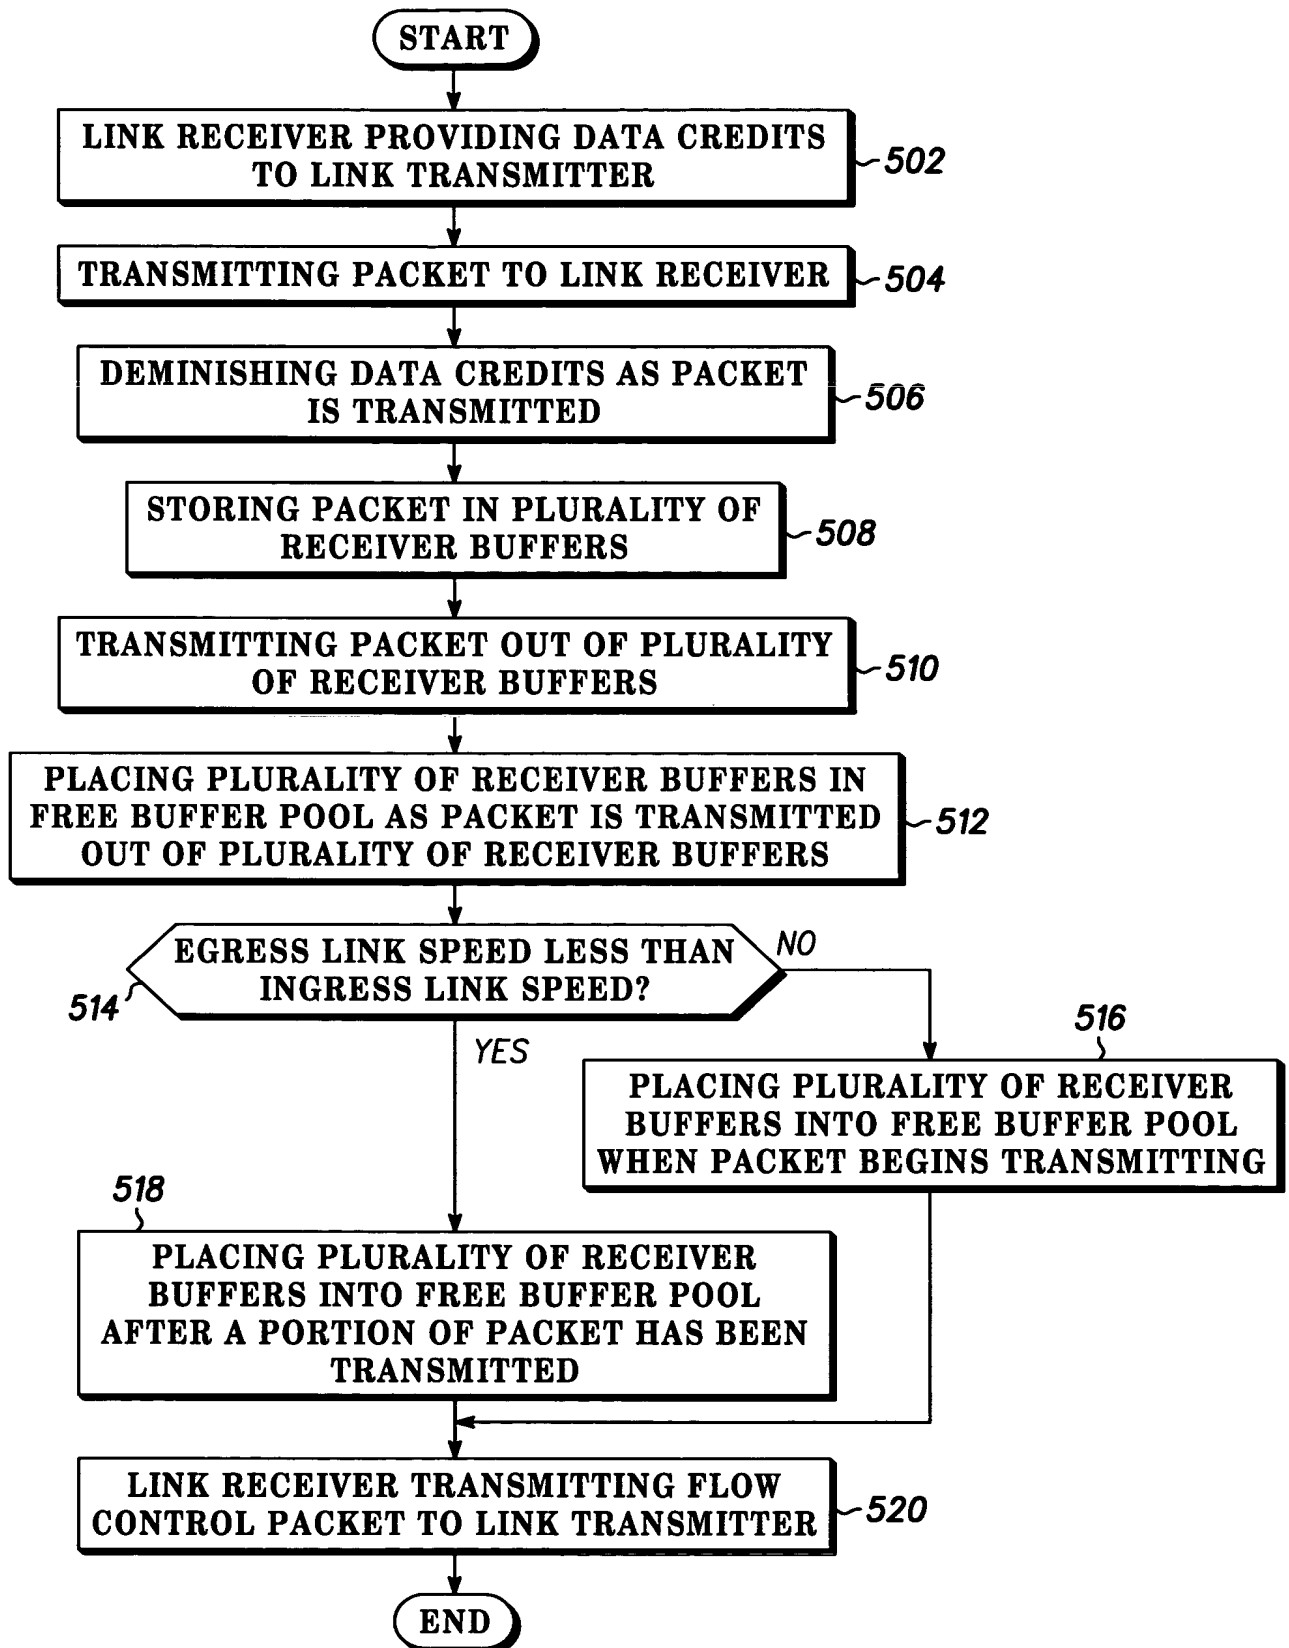 START
LINK RECEIVER PROVIDING DATA CREDITS
TO LINK TRANSMITTER
502
TRANSMITTING PACKET TO LINK RECEIVER
504
DEMINISHING DATA CREDITS AS PACKET
IS TRANSMITTED
506
STORING PACKET IN PLURALITY OF
RECEIVER BUFFERS
508
TRANSMITTING PACKET OUT OF PLURALITY
OF RECEIVER BUFFERS
510
PLACING PLURALITY OF RECEIVER BUFFERS IN
FREE BUFFER POOL AS PACKET IS TRANSMITTED
OUT OF PLURALITY OF RECEIVER BUFFERS
512
EGRESS LINK SPEED LESS THAN
INGRESS LINK SPEED?
514
NO
YES
516
PLACING PLURALITY OF RECEIVER
BUFFERS INTO FREE BUFFER POOL
WHEN PACKET BEGINS TRANSMITTING
518
PLACING PLURALITY OF RECEIVER
BUFFERS INTO FREE BUFFER POOL
AFTER A PORTION OF PACKET HAS BEEN
TRANSMITTED
LINK RECEIVER TRANSMITTING FLOW
CONTROL PACKET TO LINK TRANSMITTER
520
END